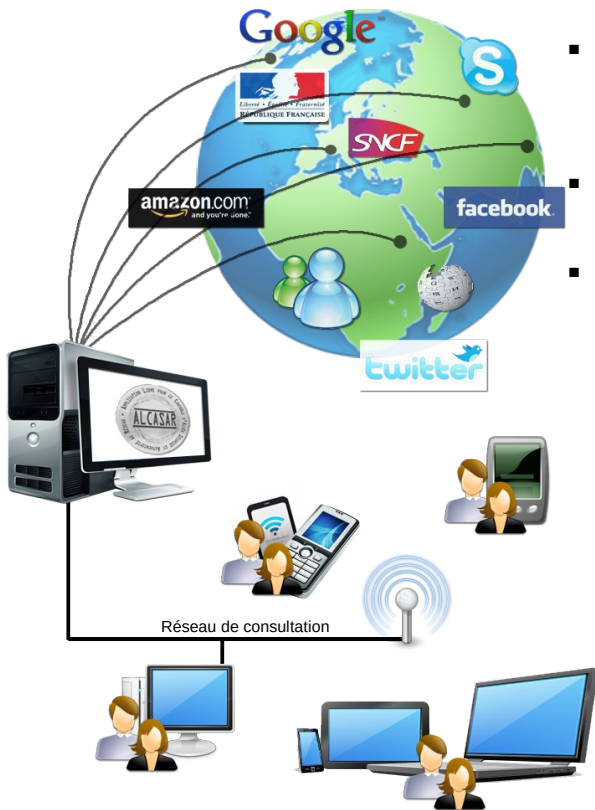 Google
S
Liberté • Égalité • Fraternité
RÉPUBLIQUE FRANÇAISE
SNCF
amazon.com
and you're done.
facebook
twitter
ALCASAR
Réseau de consultation